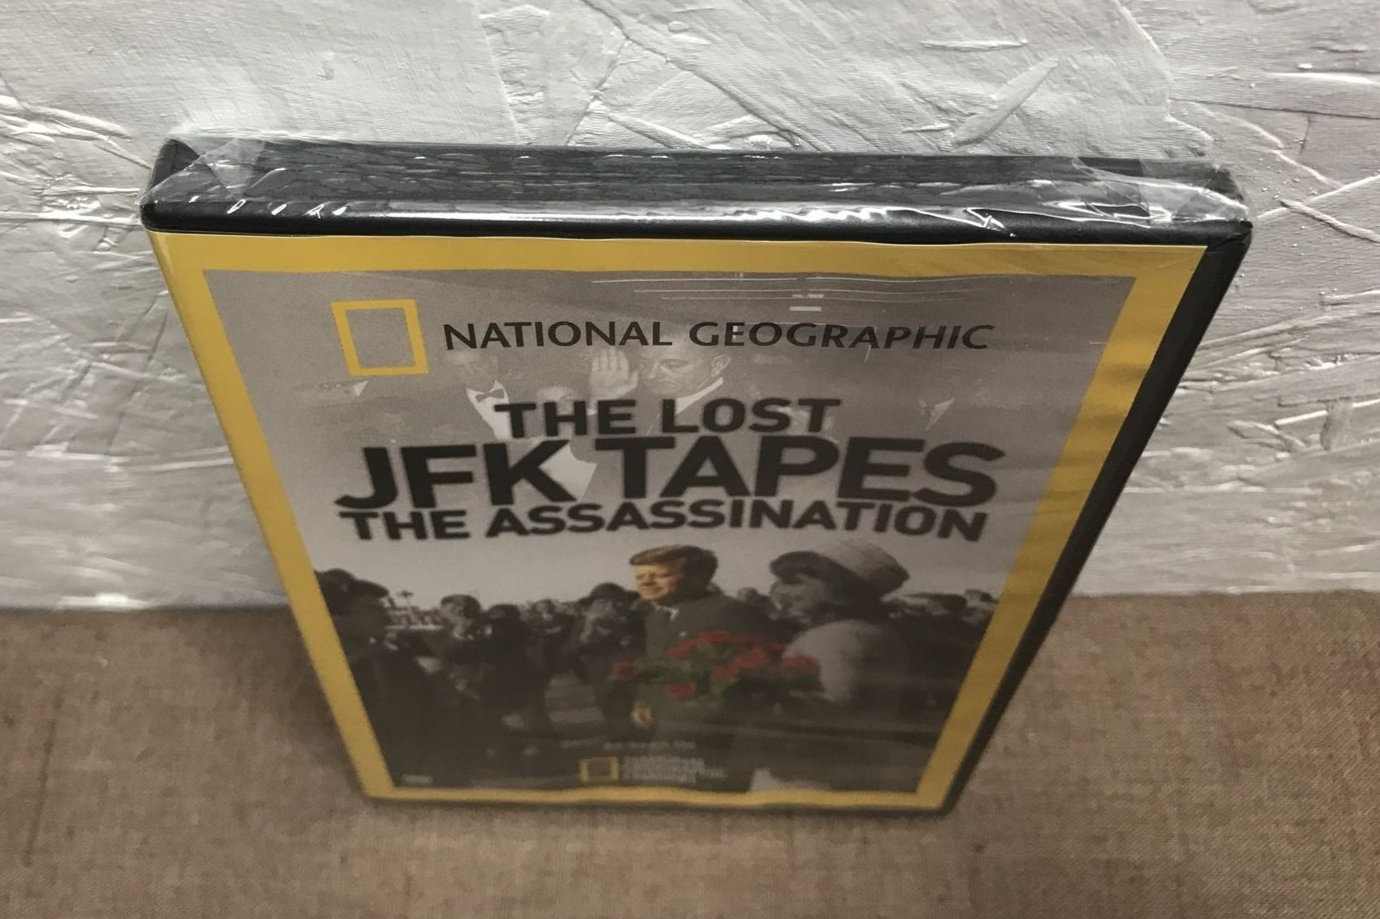 NATIONAL GEOGRAPHIC
THE LOST
JFK TAPES
THE ASSASSINATION